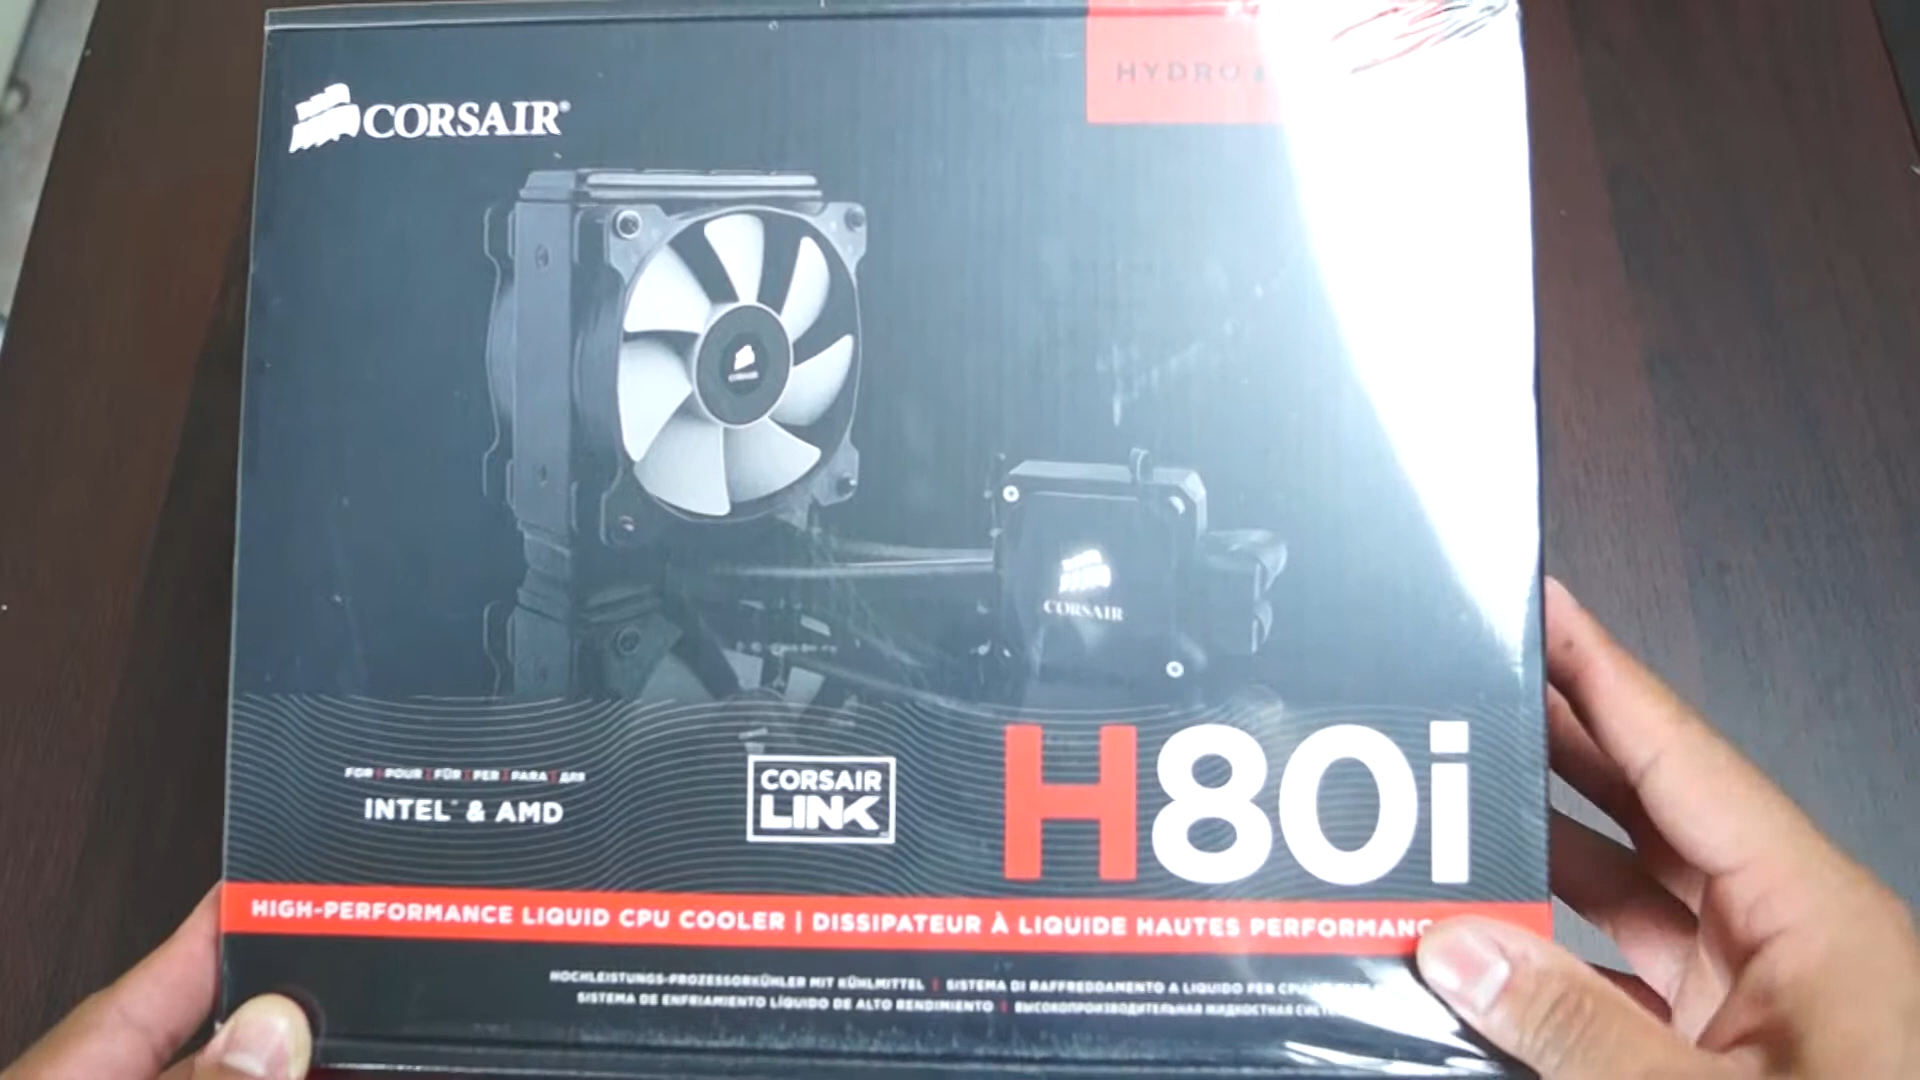 CORSAIR®
HYDRO
CORSAIR
CORSAIR
FOR | POUR | FÜR | PER | PARA | ДЛЯ
INTEL® & AMD
CORSAIR
LINK
H80i
HIGH-PERFORMANCE LIQUID CPU COOLER | DISSIPATEUR À LIQUIDE HAUTES PERFORMANC
HOCHLEISTUNGS-PROZESSORKÜHLER MIT KÜHLMITTEL | SISTEMA DI RAFFREDDAMENTO A LIQUIDO PER CPU
SISTEMA DE ENFRIAMIENTO LÍQUIDO DE ALTO RENDIMIENTO | ВЫСОКОПРОИЗВОДИТЕЛЬНАЯ ЖИДКОСТНАЯ